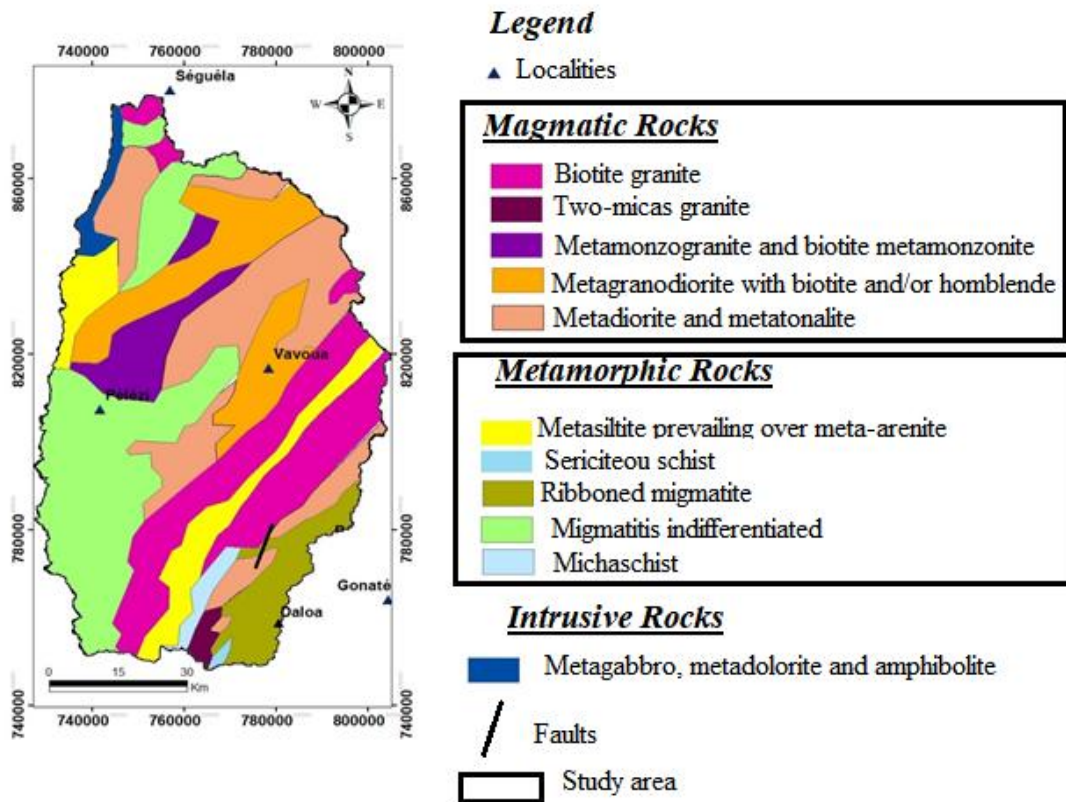 740000 760000 780000 800000
Séguéla
N
W E
S
860000 860000
820000 820000
Vavoua
Pélézi
780000 780000
Gonaté
Daloa
0 15 30
Km
740000 740000
740000 760000 780000 800000
Legend
Localities
Magmatic Rocks
Biotite granite
Two-micas granite
Metamonzogranite and biotite metamonzonite
Metagranodiorite with biotite and/or homblende
Metadiorite and metatonalite
Metamorphic Rocks
Metasiltite prevailing over meta-arenite
Sericiteou schist
Ribboned migmatite
Migmatitis indifferentiated
Michaschist
Intrusive Rocks
Metagabbro, metadolorite and amphibolite
Faults
Study area